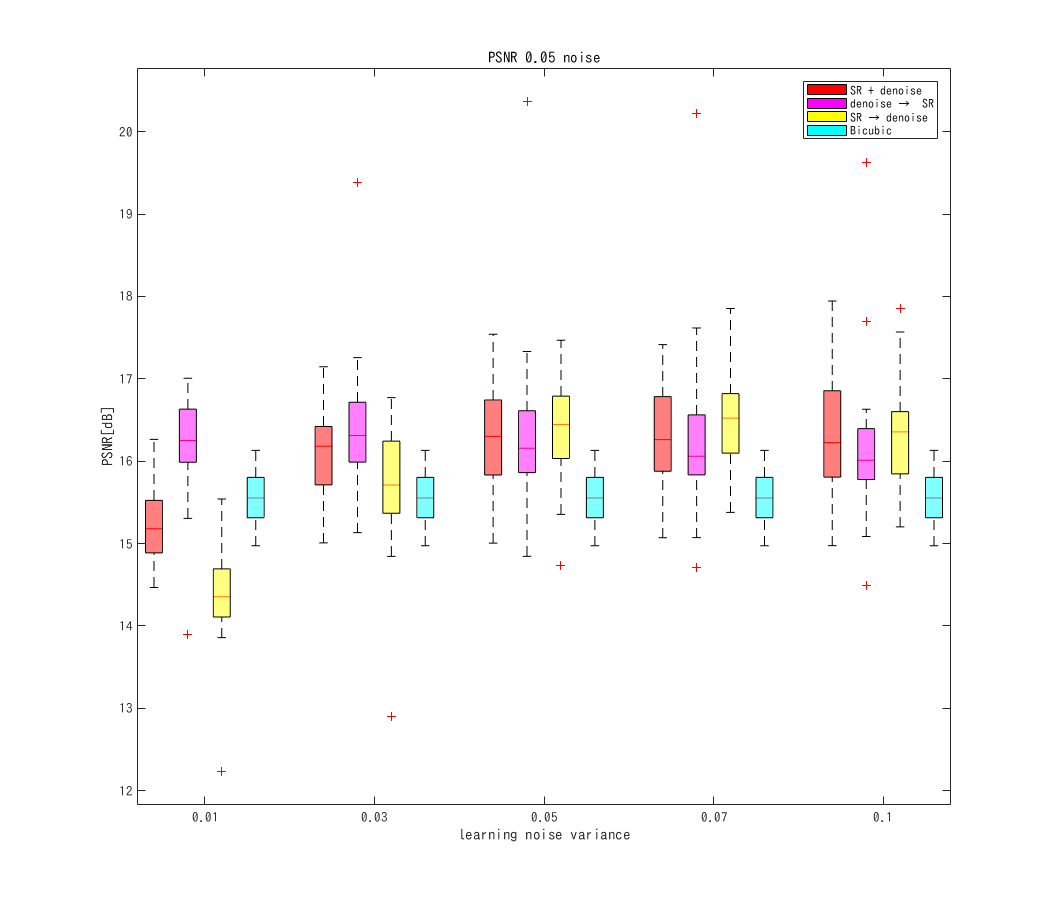 PSNR 0.05 noise
SR + denoise
denoise → SR
SR → denoise
Bicubic
PSNR[dB]
20
19
18
17
16
15
14
13
12
0.01 0.03 0.05 0.07 0.1
learning noise variance